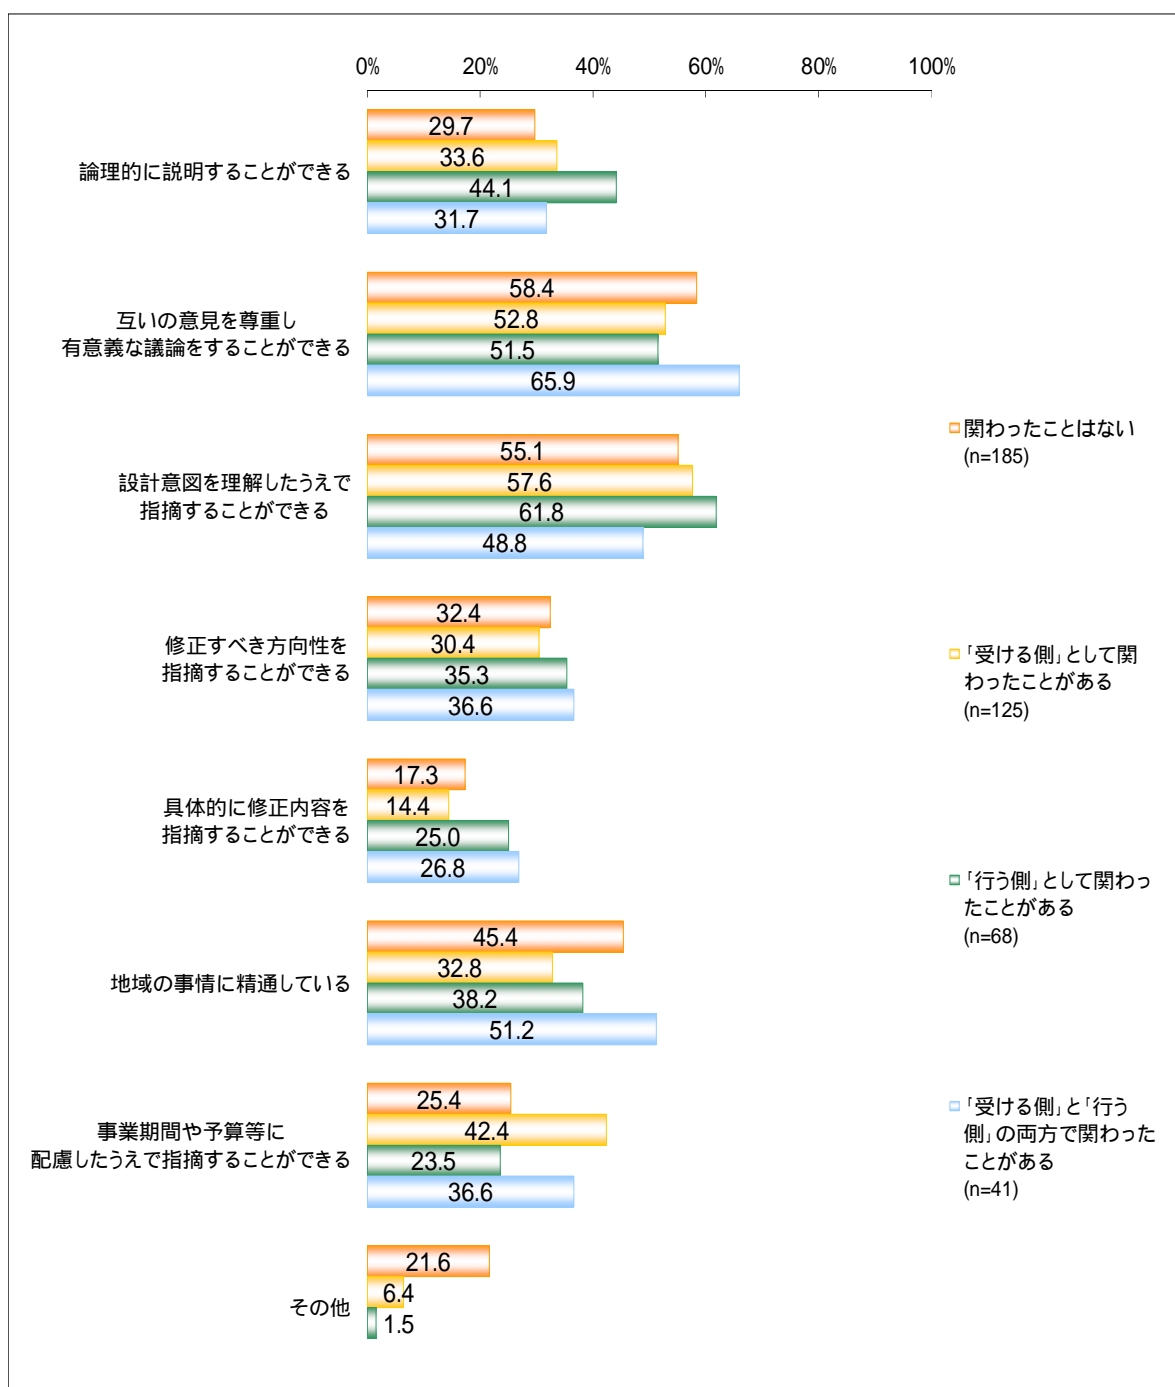 0%
20%
40%
60%
80%
100%
論理的に説明することができる
29.7
33.6
44.1
31.7
互いの意見を尊重し
有意義な議論をすることができる
58.4
52.8
51.5
65.9
設計意図を理解したうえで
指摘することができる
55.1
57.6
61.8
48.8
修正すべき方向性を
指摘することができる
32.4
30.4
35.3
36.6
具体的に修正内容を
指摘することができる
17.3
14.4
25.0
26.8
地域の事情に精通している
45.4
32.8
38.2
51.2
事業期間や予算等に
配慮したうえで指摘することができる
25.4
42.4
23.5
36.6
その他
21.6
6.4
1.5
関わったことはない
(n=185)
「受ける側」として関
わったことがある
(n=125)
「行う側」として関わっ
たことがある
(n=68)
「受ける側」と「行う
側」の両方で関わった
ことがある
(n=41)